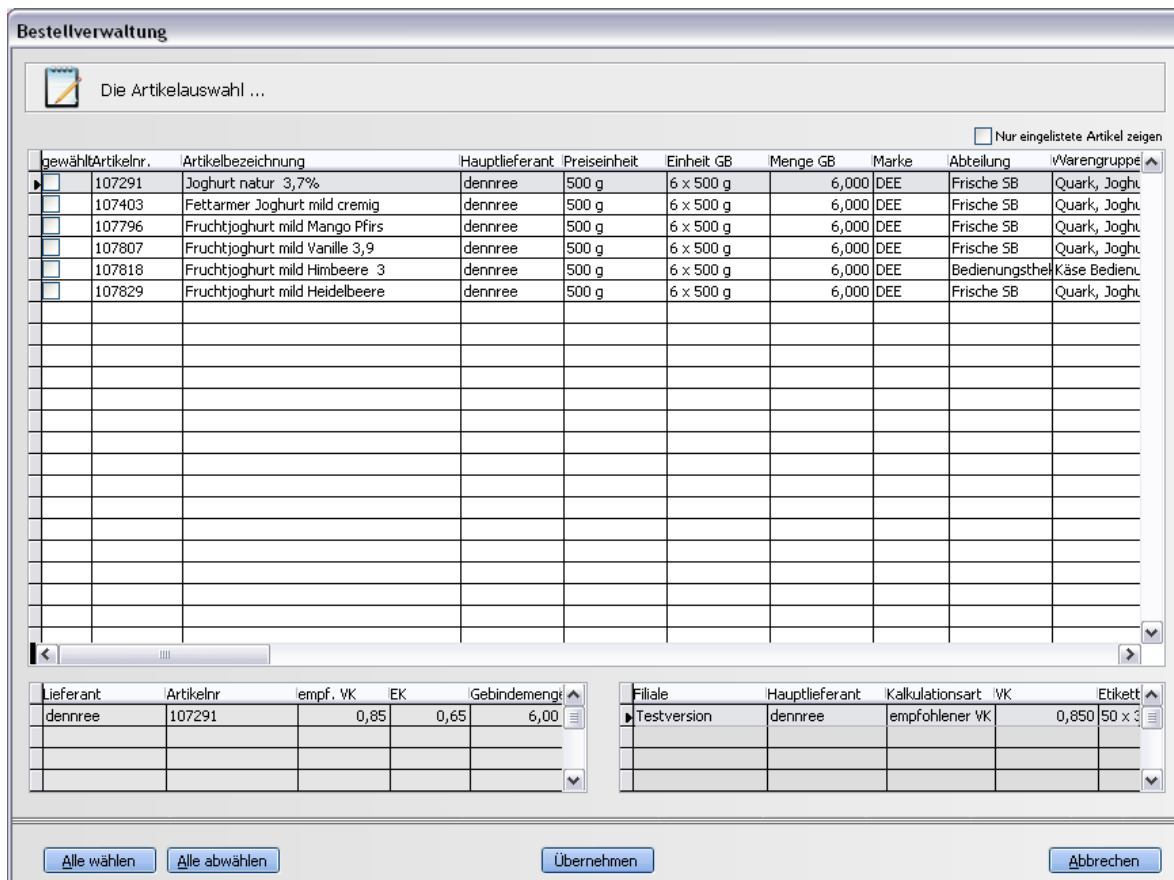 Bestellverwaltung
Die Artikelauswahl ...
Nur eingelistete Artikel zeigen
gewählt Artikelnr. Artikelbezeichnung Hauptlieferant Preiseinheit Einheit GB Menge GB Marke Abteilung Warengruppe
107291 Joghurt natur 3,7% dennree 500 g 6 x 500 g 6,000 DEE Frische SB Quark, Joghu
107403 Fettarmer Joghurt mild cremig dennree 500 g 6 x 500 g 6,000 DEE Frische SB Quark, Joghu
107796 Fruchtjoghurt mild Mango Pfirs dennree 500 g 6 x 500 g 6,000 DEE Frische SB Quark, Joghu
107807 Fruchtjoghurt mild Vanille 3,9 dennree 500 g 6 x 500 g 6,000 DEE Frische SB Quark, Joghu
107818 Fruchtjoghurt mild Himbeere 3 dennree 500 g 6 x 500 g 6,000 DEE Bedienungsthek Käse Bedienu
107829 Fruchtjoghurt mild Heidelbeere dennree 500 g 6 x 500 g 6,000 DEE Frische SB Quark, Joghu
Lieferant Artikelnr empf. VK EK Gebindemenge
dennree 107291 0,85 0,65 6,00
Filiale Hauptlieferant Kalkulationsart VK Etikett
Testversion dennree empfohlener VK 0,850 50 x 3
Alle wählen Alle abwählen Übernehmen Abbrechen